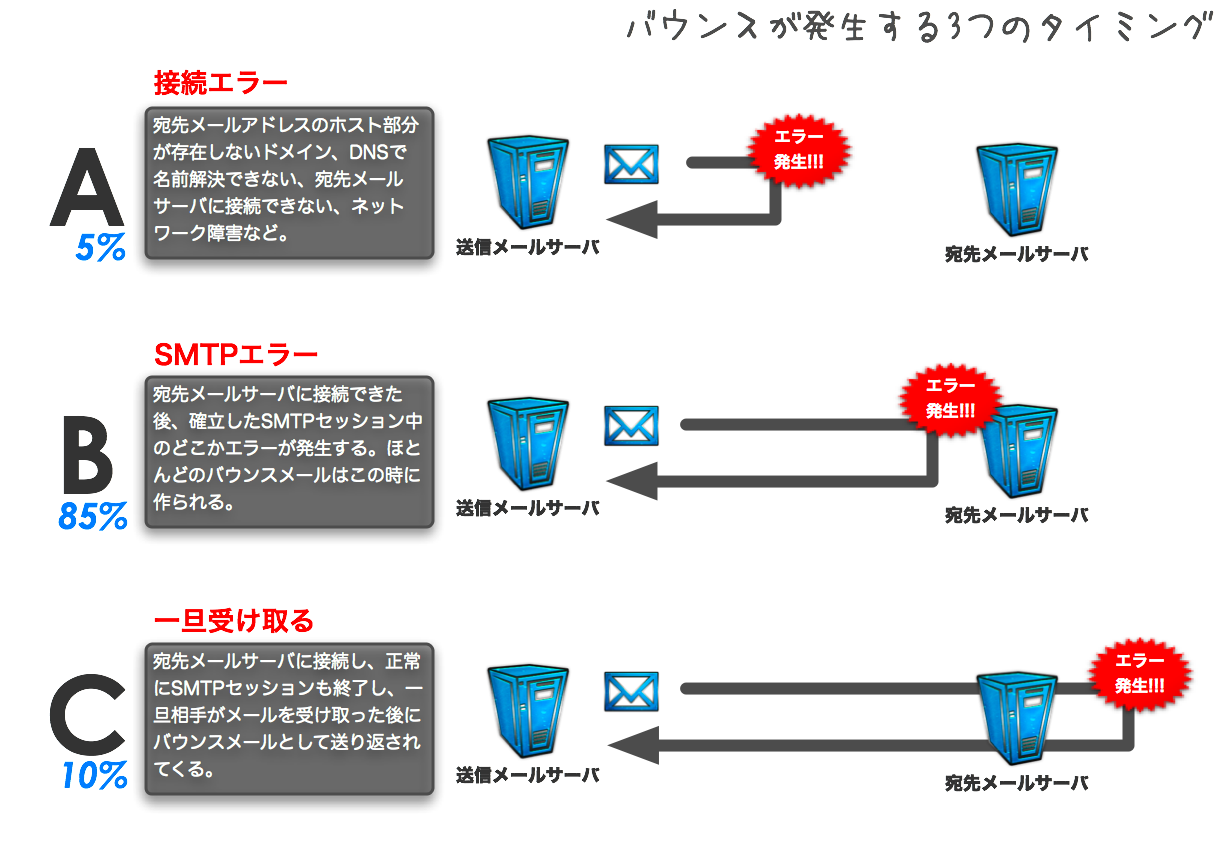 バウンスが発生する3つのタイミング
接続エラー
A
5%
宛先メールアドレスのホスト部分
が存在しないドメイン、DNSで
名前解決できない、宛先メール
サーバに接続できない、ネット
ワーク障害など。
エラー
発生!!!
送信メールサーバ
宛先メールサーバ
SMTPエラー
B
85%
宛先メールサーバに接続できた
後、確立したSMTPセッション中
のどこかエラーが発生する。ほと
んどのバウンスメールはこの時に
作られる。
エラー
発生!!!
送信メールサーバ
宛先メールサーバ
一旦受け取る
C
10%
宛先メールサーバに接続し、正常
にSMTPセッションも終了し、一
旦相手がメールを受け取った後に
バウンスメールとして送り返され
てくる。
エラー
発生!!!
送信メールサーバ
宛先メールサーバ